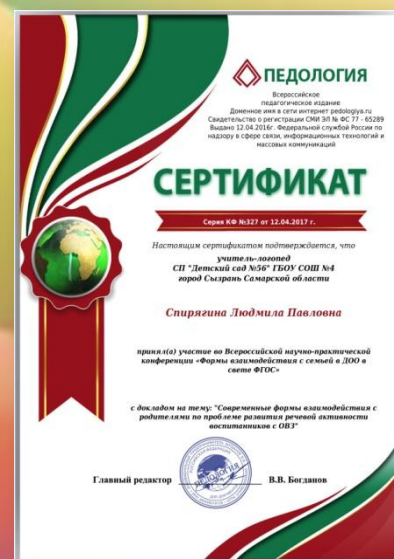 ПЕДОЛОГИЯ
Всероссийское
педагогическое издание
Доменное имя в сети интернет pedologiya.ru
Свидетельство о регистрации СМИ ЭЛ № ФС 77 - 65289
Выдано 12.04.2016г. Федеральной службой России по
надзору в сфере связи, информационных технологий и
массовых коммуникаций
СЕРТИФИКАТ
Серия КФ №327 от 12.04.2017 г.
Настоящим сертификатом подтверждается, что
учитель-логопед
СП "Детский сад №56" ГБОУ СОШ №4
город Сызрань Самарской области
Спирягина Людмила Павловна
принял(а) участие во Всероссийской научно-практической
конференции «Формы взаимодействия с семьей в ДОО в
свете ФГОС»
с докладом на тему: "Современные формы взаимодействия с
родителями по проблеме развития речевой активности
воспитанников с ОВЗ"
Главный редактор
ПЕДОЛОГИЯ
В.В. Богданов